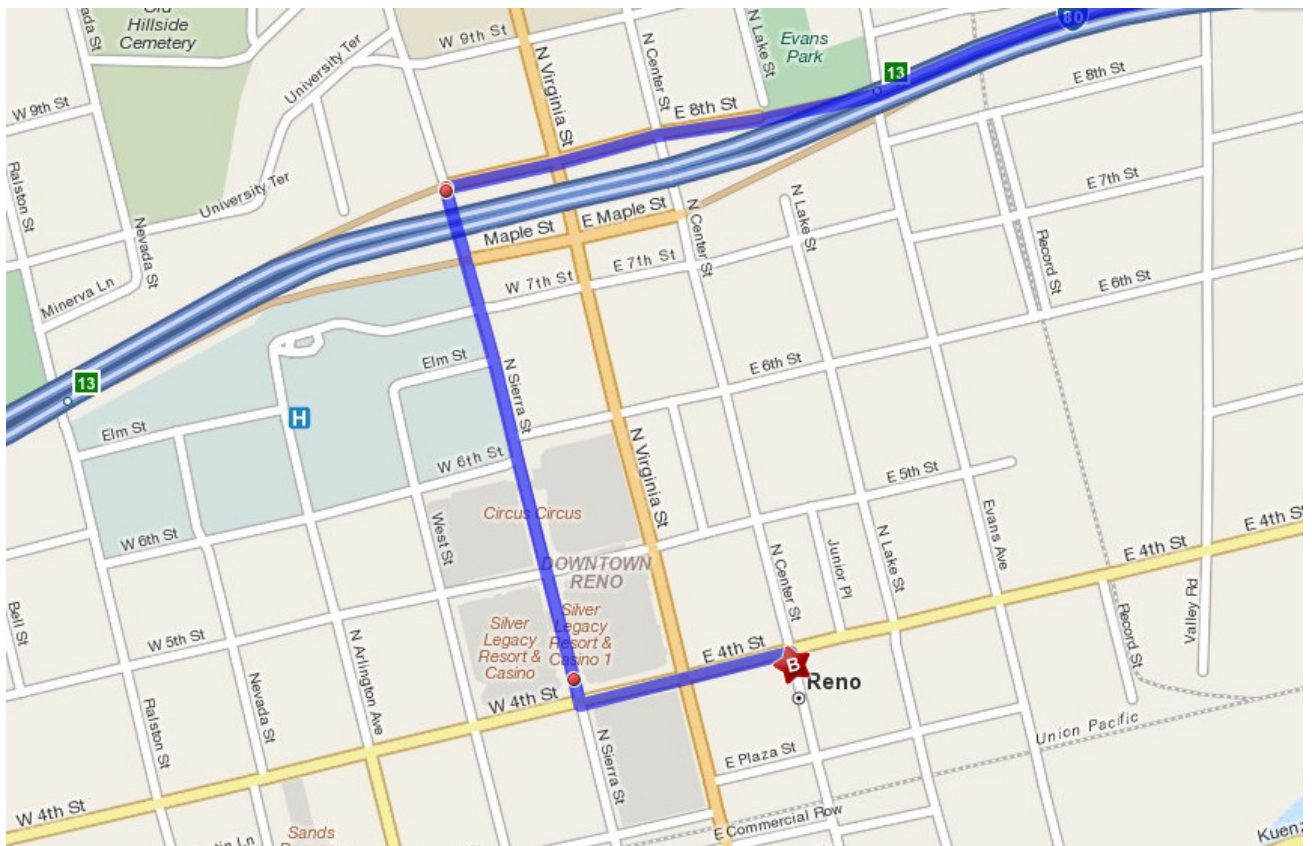 Old
Hillside
Cemetery
Nevada St
W 9th St
N Virginia St
N Center St
N Lake St
Evans
Park
80
13
E 8th St
E 8th St
University Ter
W 9th St
Ralston St
University Ter
Nevada St
Minerva Ln
Maple St
E Maple St
N Center St
N Lake St
E 7th St
E 7th St
W 7th St
Record St
E 6th St
13
Elm St
N Sierra St
E 6th St
H
Elm St
W 6th St
N Virginia St
E 5th St
Circus Circus
W 6th St
West St
DOWNTOWN
RENO
N Center St
Junior Pl
N Lake St
Evans Ave
E 4th St
E 4th St
Bell St
W 5th St
N Arlington Ave
Silver
Legacy
Resort &
Casino
Silver
Legacy
Resort &
Casino 1
E 4th St
B
Reno
Record St
Valley Rd
Ralston St
Nevada St
W 4th St
N Sierra St
E Plaza St
Union Pacific
W 4th St
Sands
E Commercial Row
Kuenz